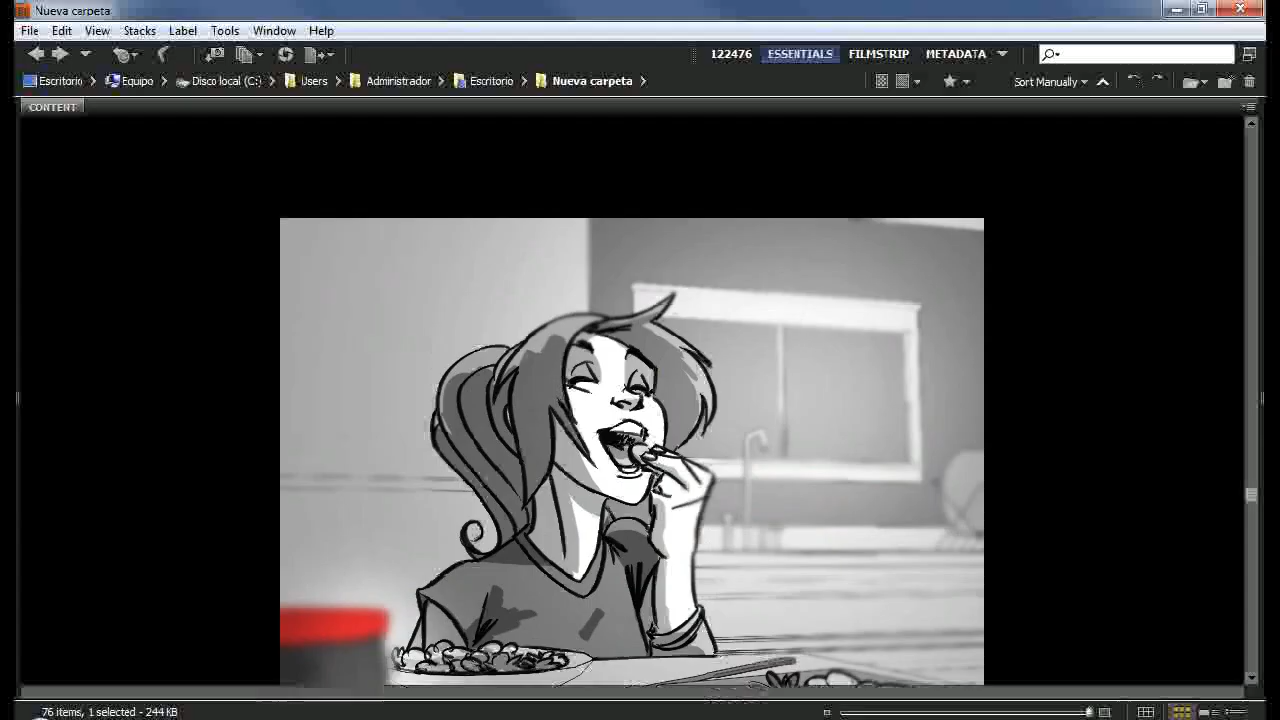 Nueva carpeta
File Edit View Stacks Label Tools Window Help
122476 ESSENTIALS FILMSTRIP METADATA
Escritorio Equipo Disco local (C:) Users Administrador Escritorio Nueva carpeta Sort Manually
CONTENT
76 items, 1 selected - 244 KB